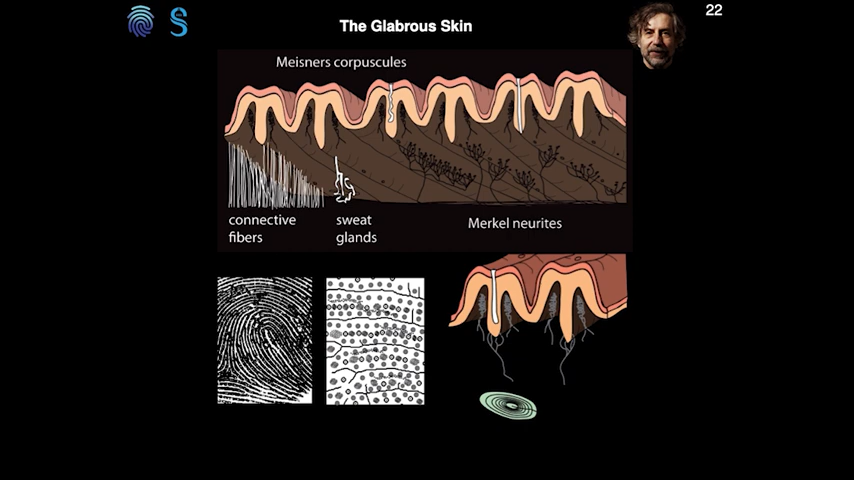 The Glabrous Skin
22
Meisners corpuscules
connective
fibers
sweat
glands
Merkel neurites